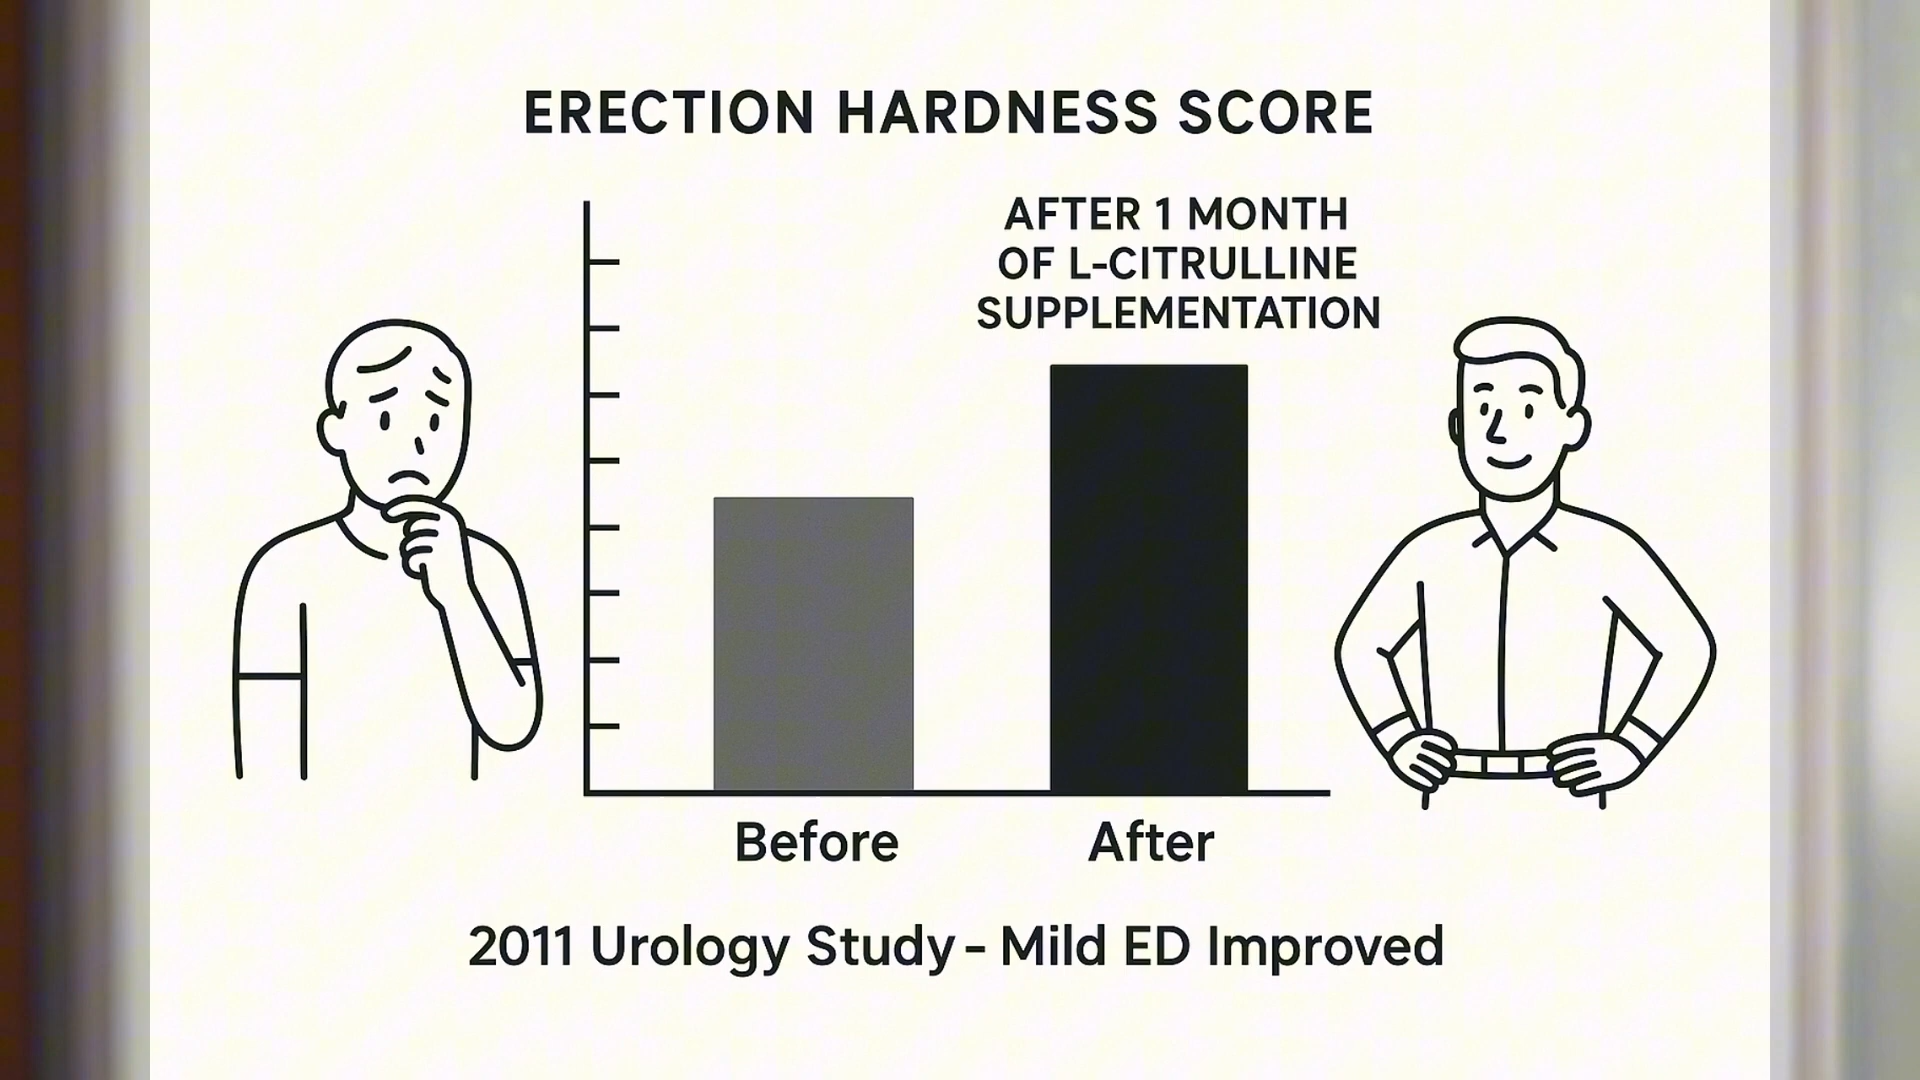 ERECTION HARDNESS SCORE
AFTER 1 MONTH
OF L-CITRULLINE
SUPPLEMENTATION
Before
After
2011 Urology Study - Mild ED Improved